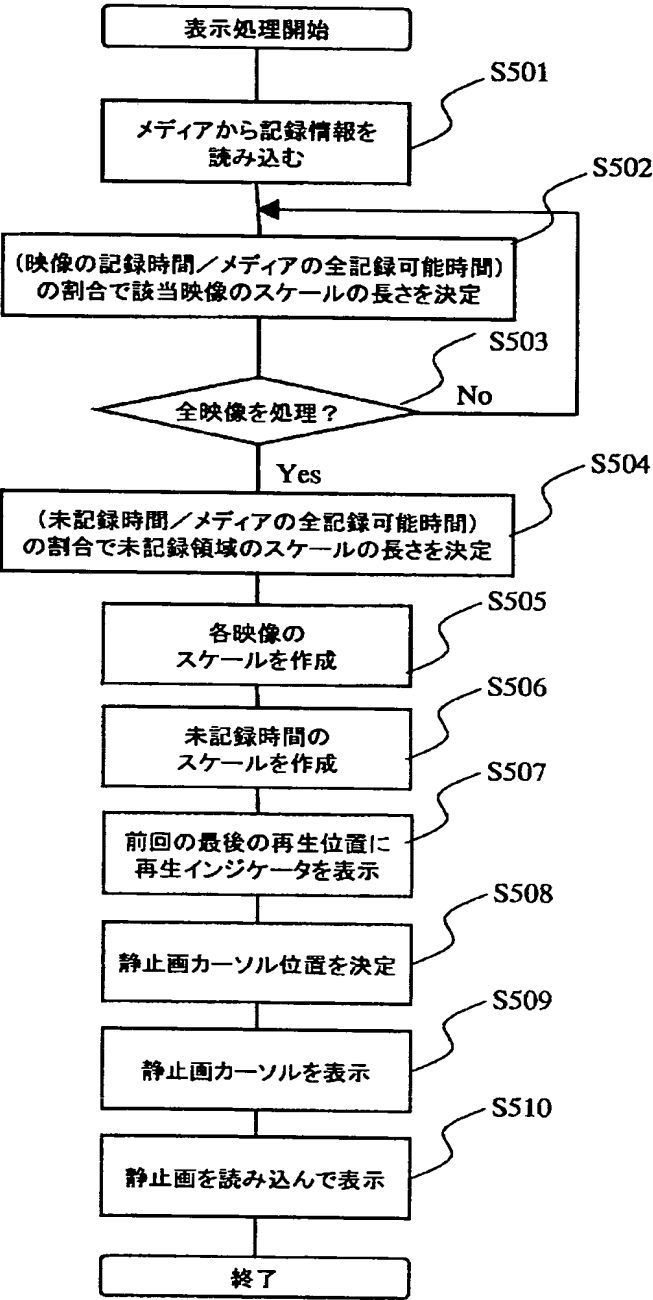 表示処理開始
S501
メディアから記録情報を
読み込む
S502
(映像の記録時間/メディアの全記録可能時間)
の割合で該当映像のスケールの長さを決定
S503
全映像を処理?
No
Yes
S504
(未記録時間/メディアの全記録可能時間)
の割合で未記録領域のスケールの長さを決定
S505
各映像の
スケールを作成
S506
未記録時間の
スケールを作成
S507
前回の最後の再生位置に
再生インジケータを表示
S508
静止画カーソル位置を決定
S509
静止画カーソルを表示
S510
静止画を読み込んで表示
終了